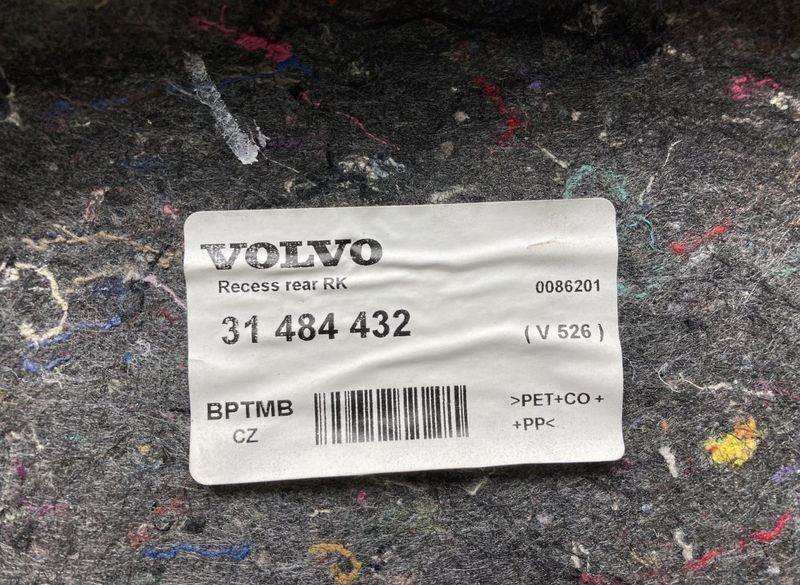 VOLVO
Recess rear RK 0086201
31 484 432 ( V 526 )
BPTMB >PET+CO +
CZ +PP<